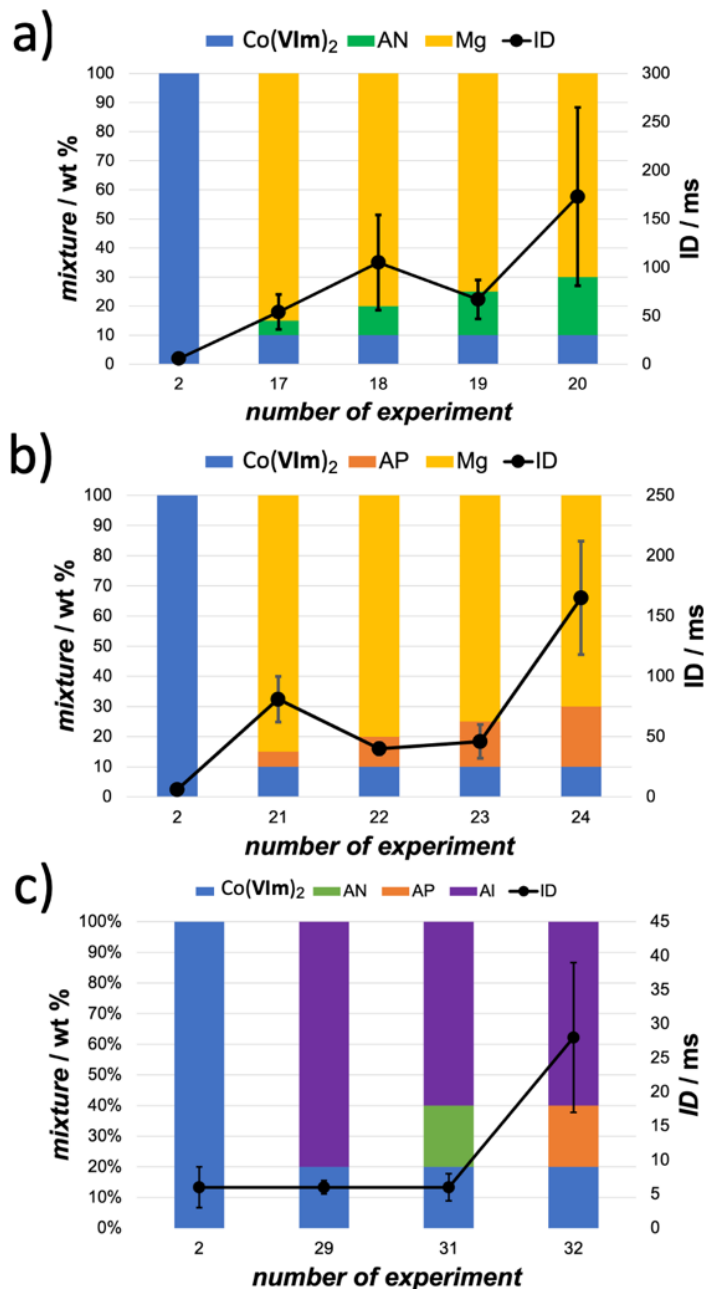 a)
Co(VIm)2 AN Mg ID
100 300
90
80 250
70
60 200
50 150
40
30 100
20
10 50
0 0
2 17 18 19 20
mixture / wt %
ID / ms
number of experiment
b)
Co(VIm)2 AP Mg ID
100 250
90
80 200
70
60 150
50
40 100
30
20 50
10
0 0
2 21 22 23 24
mixture / wt %
ID / ms
number of experiment
c)
Co(VIm)2 AN AP Al ID
100% 45
90% 40
80% 35
70% 30
60% 25
50%
40% 20
30% 15
20% 10
10% 5
0% 0
2 29 31 32
mixture / wt %
ID / ms
number of experiment